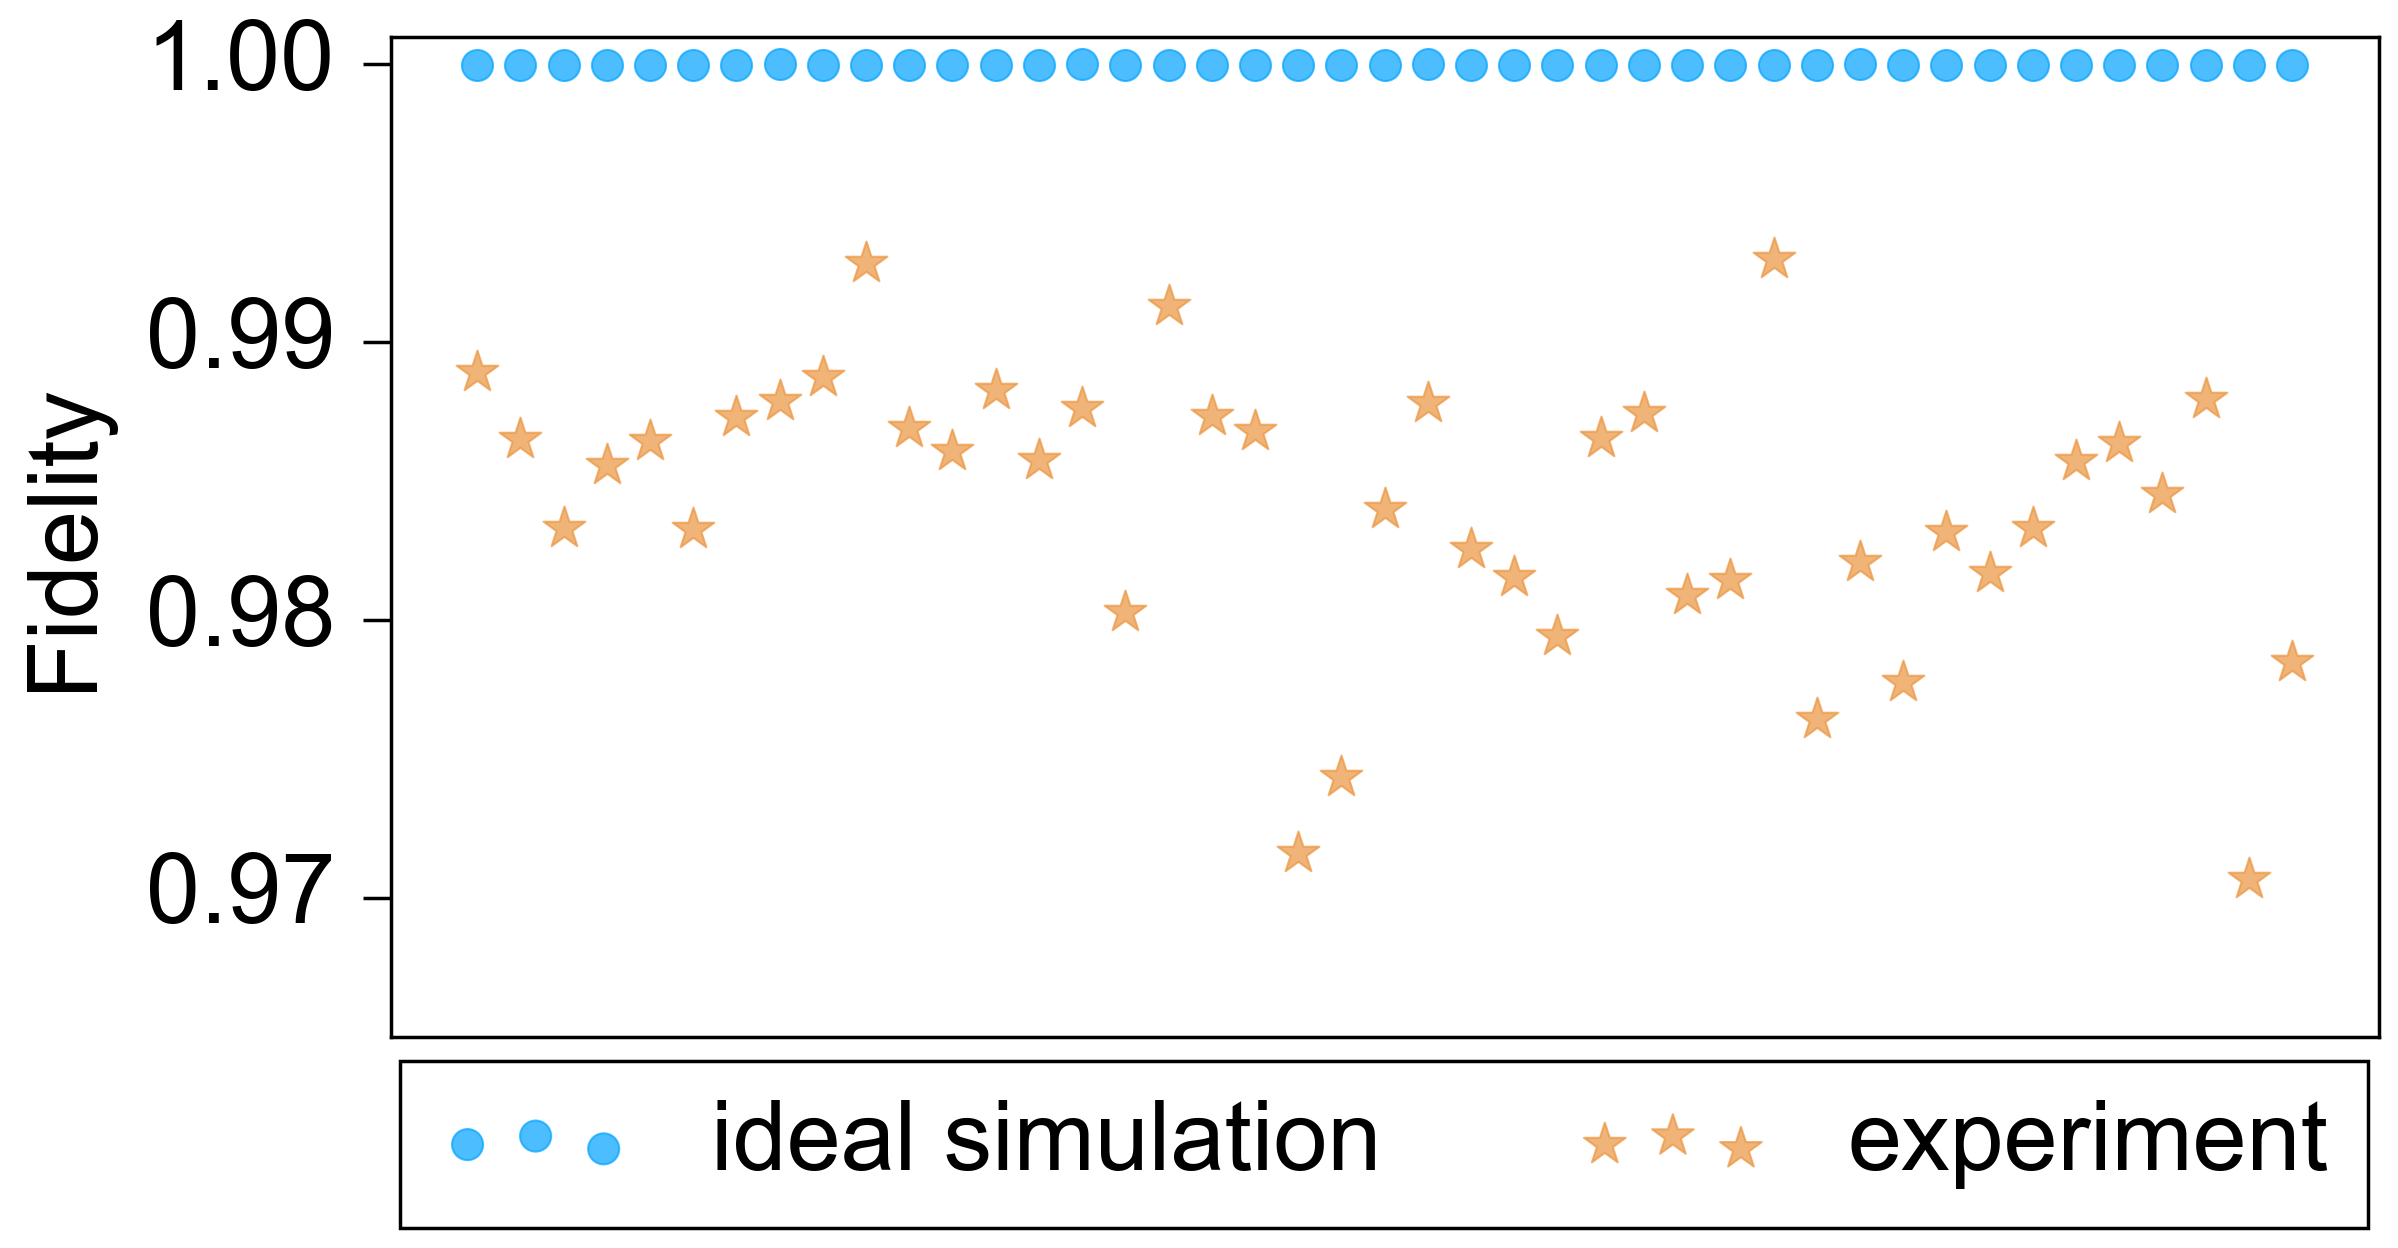 1.00
0.99
0.98
0.97
Fidelity
ideal simulation
experiment